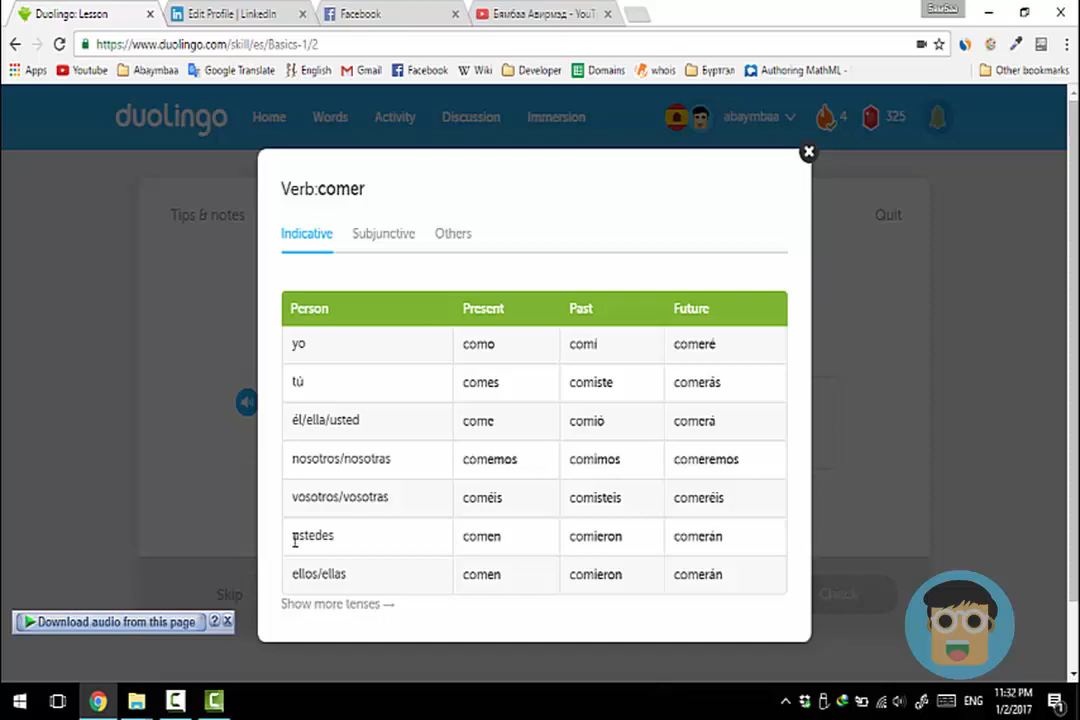 Duolingo: Lesson
Edit Profile | LinkedIn
Facebook
Баямбаа Авирмэд - YouT
https://www.duolingo.com/skill/es/Basics-1/2
Apps Youtube Abaymbaa Google Translate English Gmail Facebook Wiki Developer Domains whois Бүртгэл Authoring MathML - Other bookmarks
duolingo Home Words Activity Discussion Immersion abaymbaa 4 325
Verb:comer
Tips & notes
Quit
Indicative Subjunctive Others
Person Present Past Future
yo como comí comeré
tú comes comiste comerás
él/ella/usted come comió comerá
nosotros/nosotras comemos comimos comeremos
vosotros/vosotras coméis comisteis comeréis
ustedes comen comieron comerán
ellos/ellas comen comieron comerán
Skip
Check
Show more tenses →
Download audio from this page ? X
ENG
11:32 PM
1/2/2017